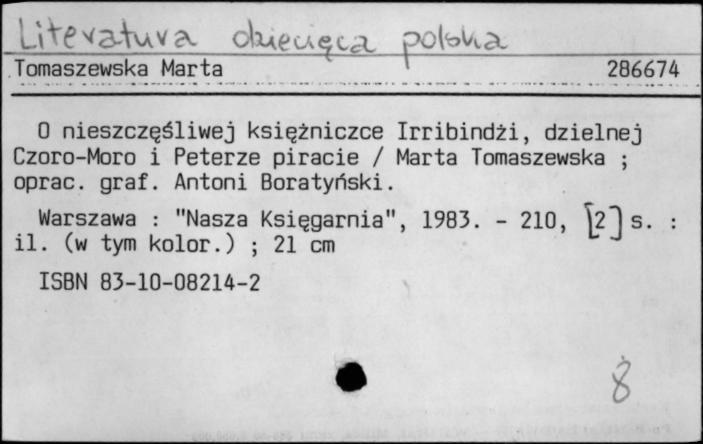 Literatura dziecięca polska
Tomaszewska Marta 286674
O nieszczęśliwej księżniczce Irribindżi, dzielnej
Czoro-Moro i Peterze piracie / Marta Tomaszewska ;
oprac. graf. Antoni Boratyński.
Warszawa : "Nasza Księgarnia", 1983. - 210, [2] s. :
il. (w tym kolor.) ; 21 cm
ISBN 83-10-08214-2
8